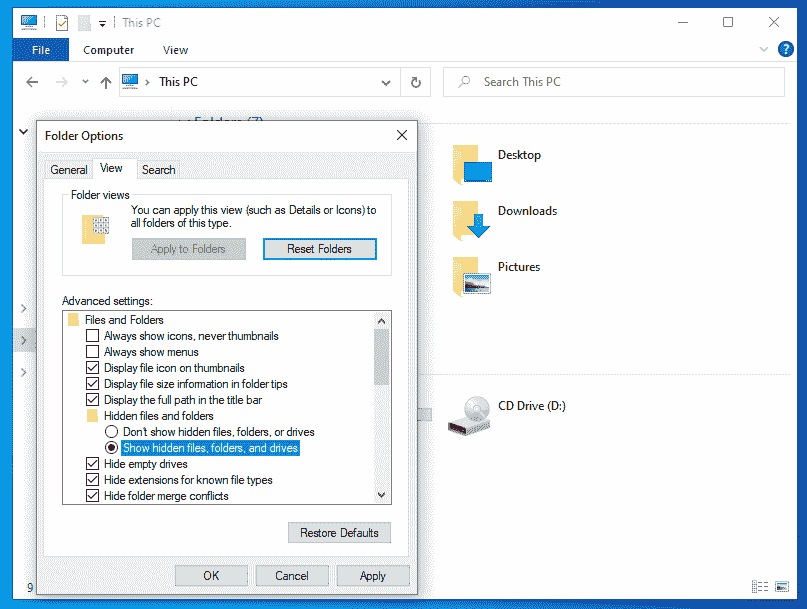 This PC
File
Computer
View
This PC
Search This PC
Folders (7)
Folder Options
General
View
Search
Folder views
You can apply this view (such as Details or Icons) to
all folders of this type.
Apply to Folders
Reset Folders
Advanced settings:
Files and Folders
Always show icons, never thumbnails
Always show menus
Display file icon on thumbnails
Display file size information in folder tips
Display the full path in the title bar
Hidden files and folders
Don't show hidden files, folders, or drives
Show hidden files, folders, and drives
Hide empty drives
Hide extensions for known file types
Hide folder merge conflicts
Restore Defaults
OK
Cancel
Apply
Desktop
Downloads
Pictures
CD Drive (D:)
9